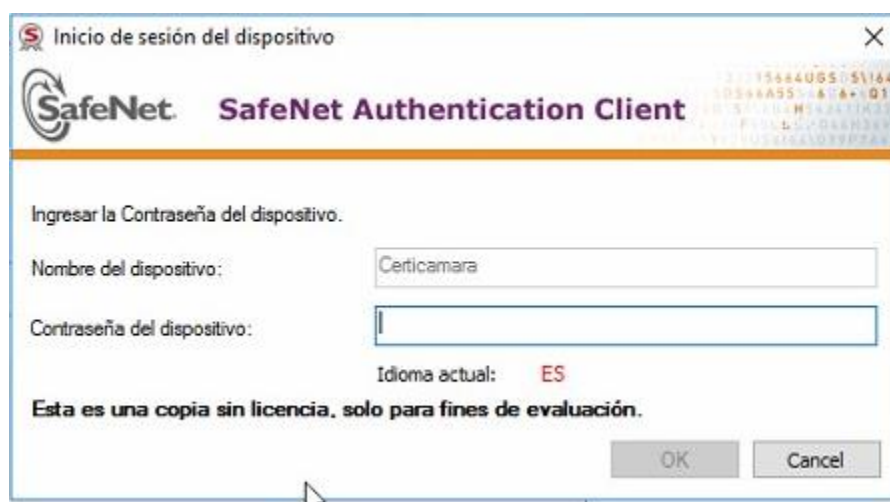 Inicio de sesión del dispositivo
SafeNet. SafeNet Authentication Client
Ingresar la Contraseña del dispositivo.
Nombre del dispositivo: Certicamara
Contraseña del dispositivo:
Idioma actual: ES
Esta es una copia sin licencia, solo para fines de evaluación.
OK Cancel